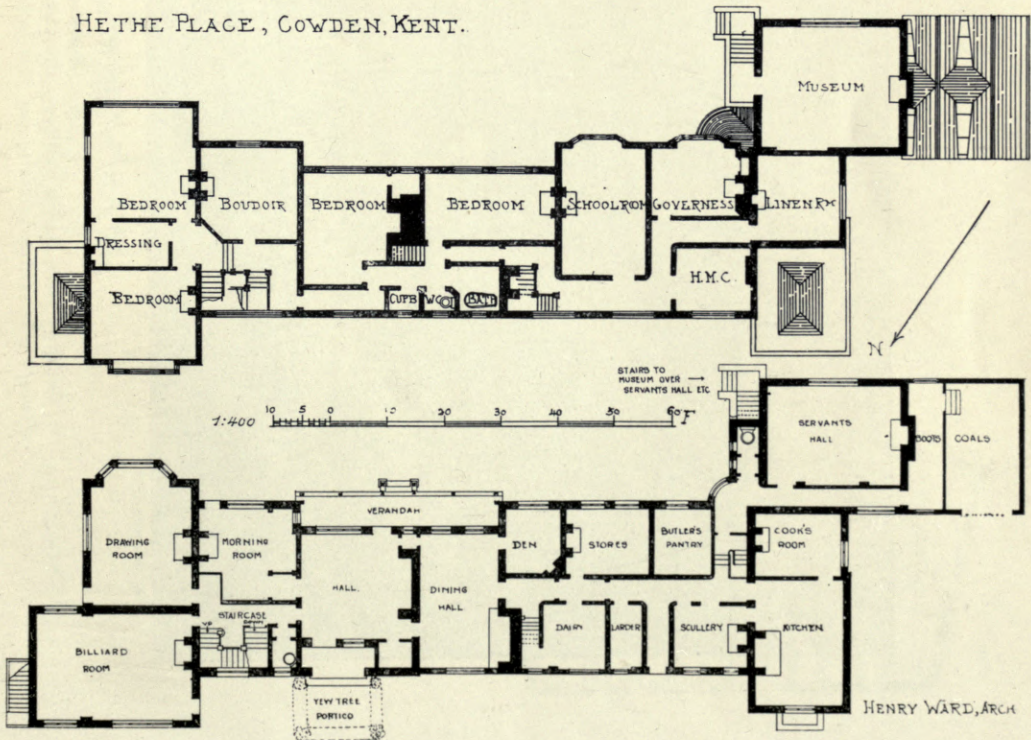 HETHE PLACE, COWDEN, KENT.
MUSEUM
BEDROOM
BOUDOIR
BEDROOM
BEDROOM
SCHOOLROOM
GOVERNESS
LINEN RM
DRESSING
BEDROOM
CUPB
WC
BATH
H.M.C.
N
STAIRS TO
MUSEUM OVER →
SERVANTS HALL ETC
1:400
10 5 0 10 20 30 40 50 60 F
SERVANTS
HALL
BOOTS
COALS
VERANDAH
DRAWING
ROOM
MORNING
ROOM
DEN
STORES
BUTLER'S
PANTRY
COOK'S
ROOM
HALL.
DINING
HALL
STAIRCASE
UP
DOWN
DAIRY
LARDER
SCULLERY
KITCHEN
BILLIARD
ROOM
YEW TREE
PORTICO
HENRY WARD, ARCH